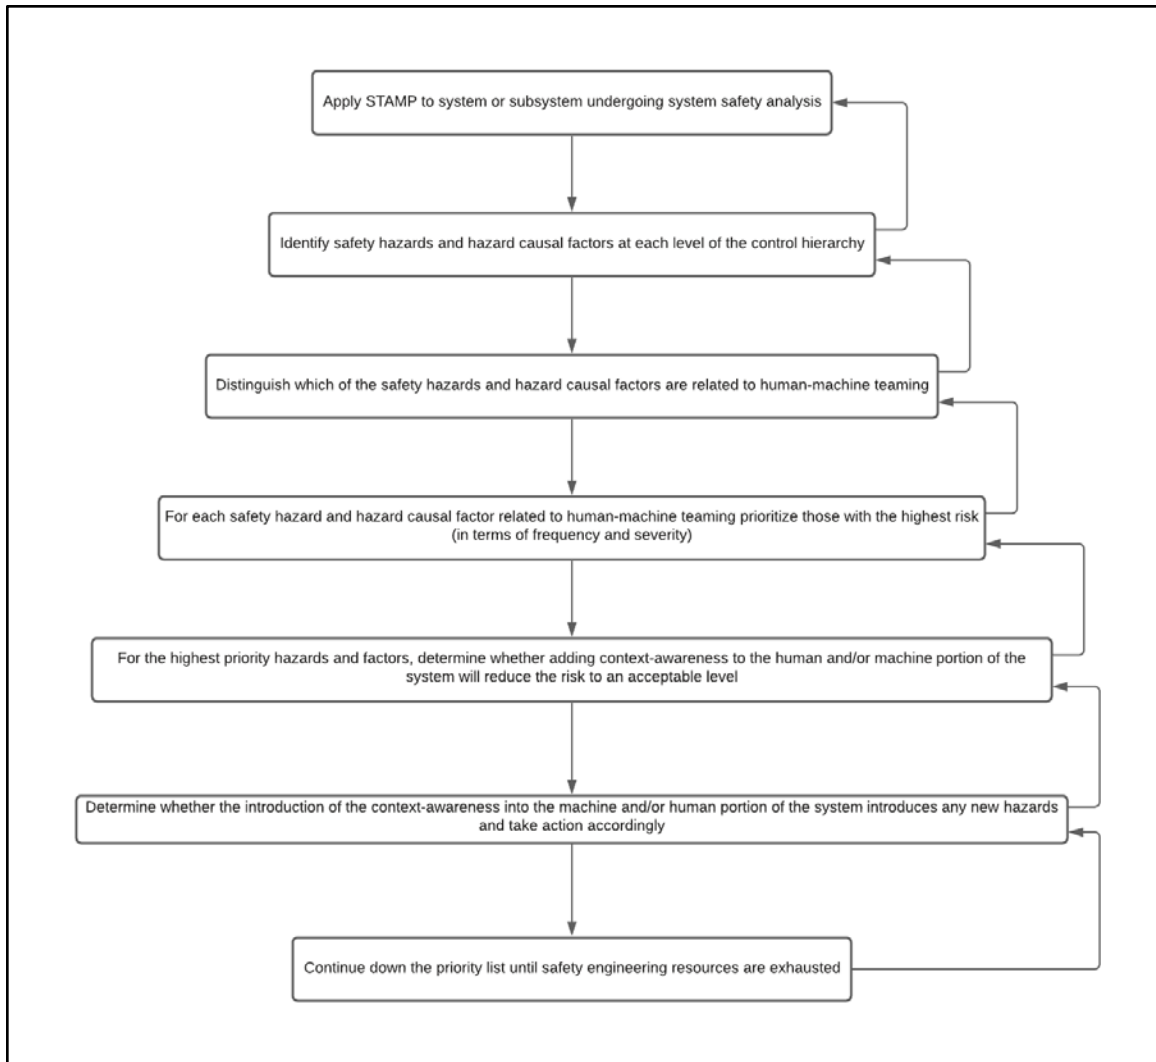 Apply STAMP to system or subsystem undergoing system safety analysis
Identify safety hazards and hazard causal factors at each level of the control hierarchy
Distinguish which of the safety hazards and hazard causal factors are related to human-machine teaming
For each safety hazard and hazard causal factor related to human-machine teaming prioritize those with the highest risk
(in terms of frequency and severity)
For the highest priority hazards and factors, determine whether adding context-awareness to the human and/or machine portion of the
system will reduce the risk to an acceptable level
Determine whether the introduction of the context-awareness into the machine and/or human portion of the system introduces any new hazards
and take action accordingly
Continue down the priority list until safety engineering resources are exhausted